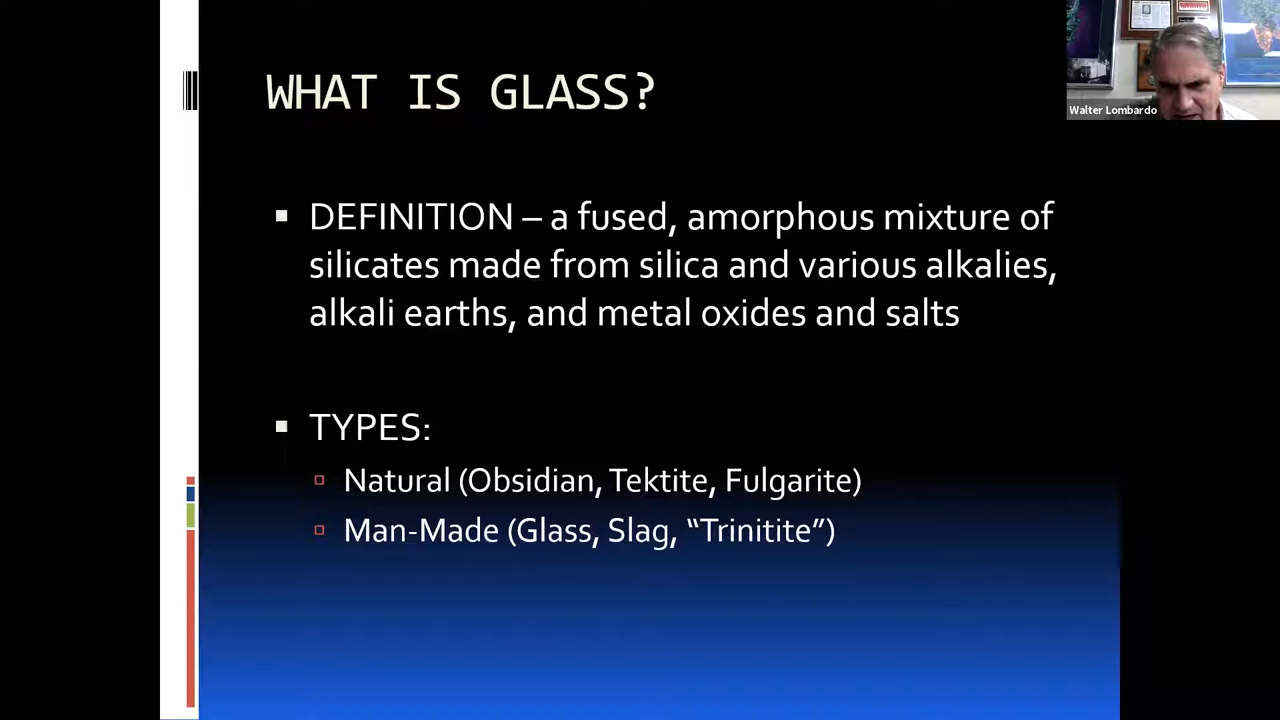 WHAT IS GLASS?
Walter Lombardo
▪ DEFINITION – a fused, amorphous mixture of
silicates made from silica and various alkalies,
alkali earths, and metal oxides and salts
▪ TYPES:
▫ Natural (Obsidian, Tektite, Fulgarite)
▫ Man-Made (Glass, Slag, “Trinitite”)